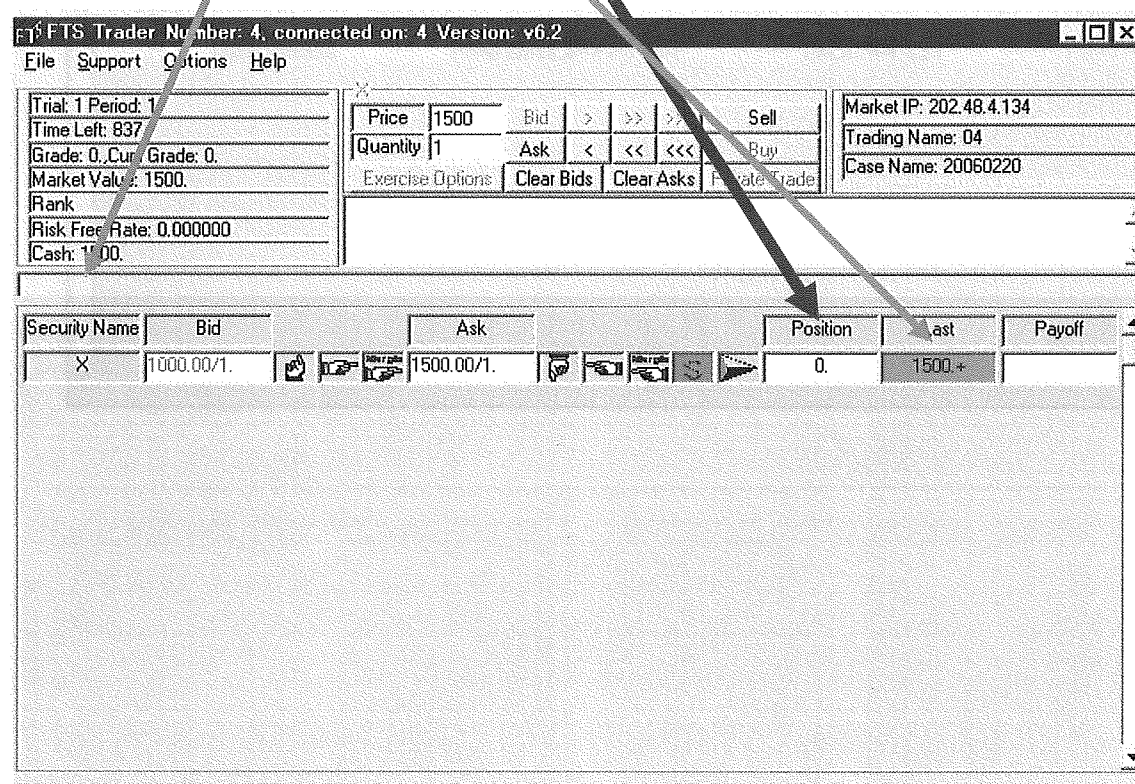 FTS Trader Number: 4, connected on: 4 Version: v6.2
File Support Options Help
Trial: 1 Period: 1
Time Left: 837
Grade: 0.,Curr Grade: 0.
Market Value: 1500.
Rank
Risk Free Rate: 0.000000
Cash: 1500.
X
Price 1500 Bid > >> >>> Sell
Quantity 1 Ask < << <<< Buy
Exercise Options Clear Bids Clear Asks Private Trade
Market IP: 202.48.4.134
Trading Name: 04
Case Name: 20060220
Security Name Bid Ask Position Last Payoff
X 1000.00/1. Margin 1500.00/1. Margin S 0. 1500.+